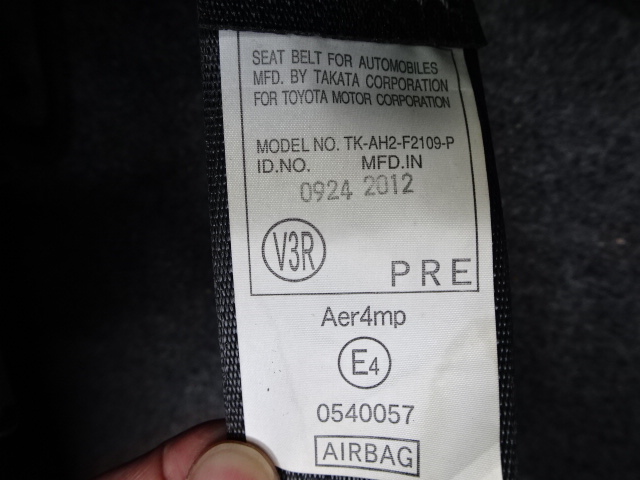 SEAT BELT FOR AUTOMOBILES
MFD. BY TAKATA CORPORATION
FOR TOYOTA MOTOR CORPORATION
MODEL NO. TK-AH2-F2109-P
ID.NO. MFD.IN
0924 2012
V3R PRE
Aer4mp
E4
0540057
AIRBAG